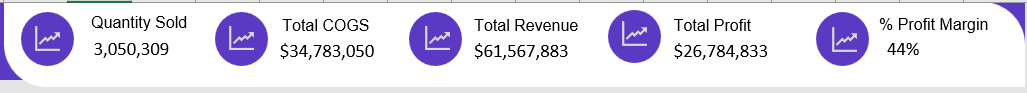 Quantity Sold
3,050,309
Total COGS
$34,783,050
Total Revenue
$61,567,883
Total Profit
$26,784,833
% Profit Margin
44%